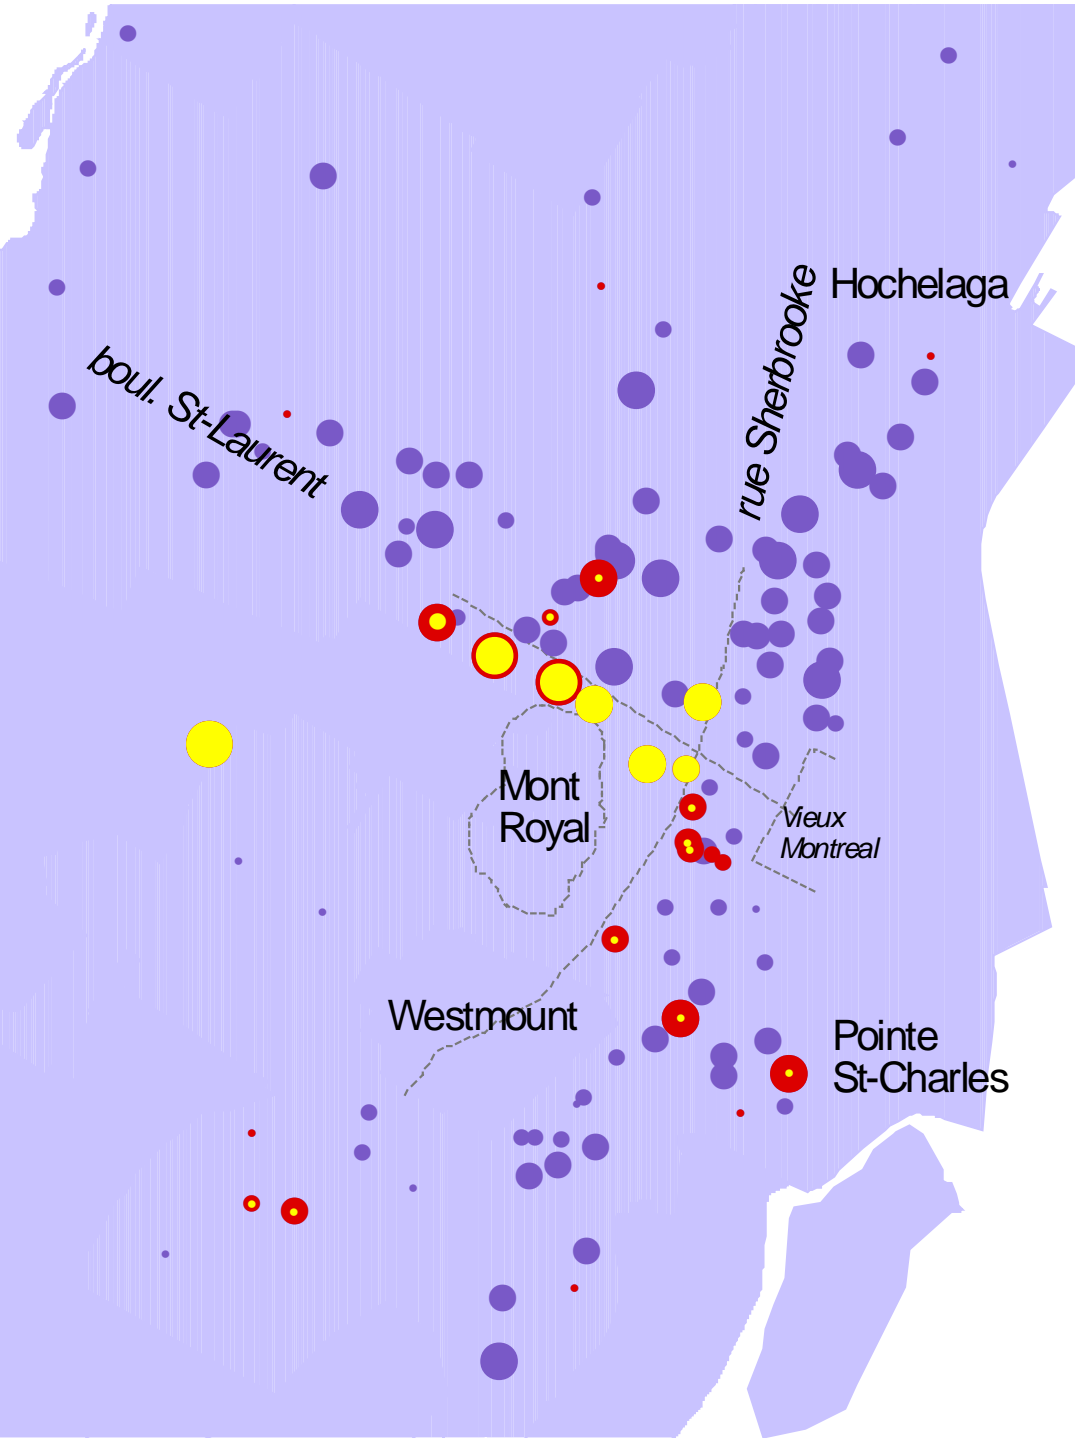 Hochelaga
rue Sherbrooke
boul. St-Laurent
Mont
Royal
Vieux
Montreal
Westmount
Pointe
St-Charles